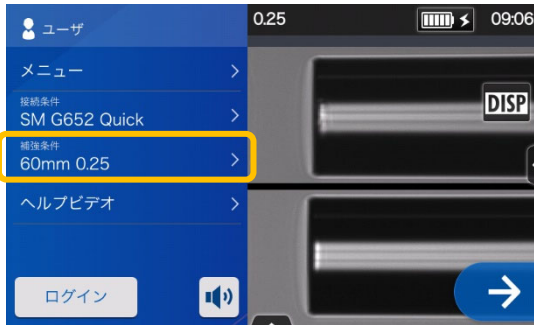 ユーザ
0.25
09:06
メニュー
接続条件
SM G652 Quick
DISP
補強条件
60mm 0.25
ヘルプビデオ
ログイン